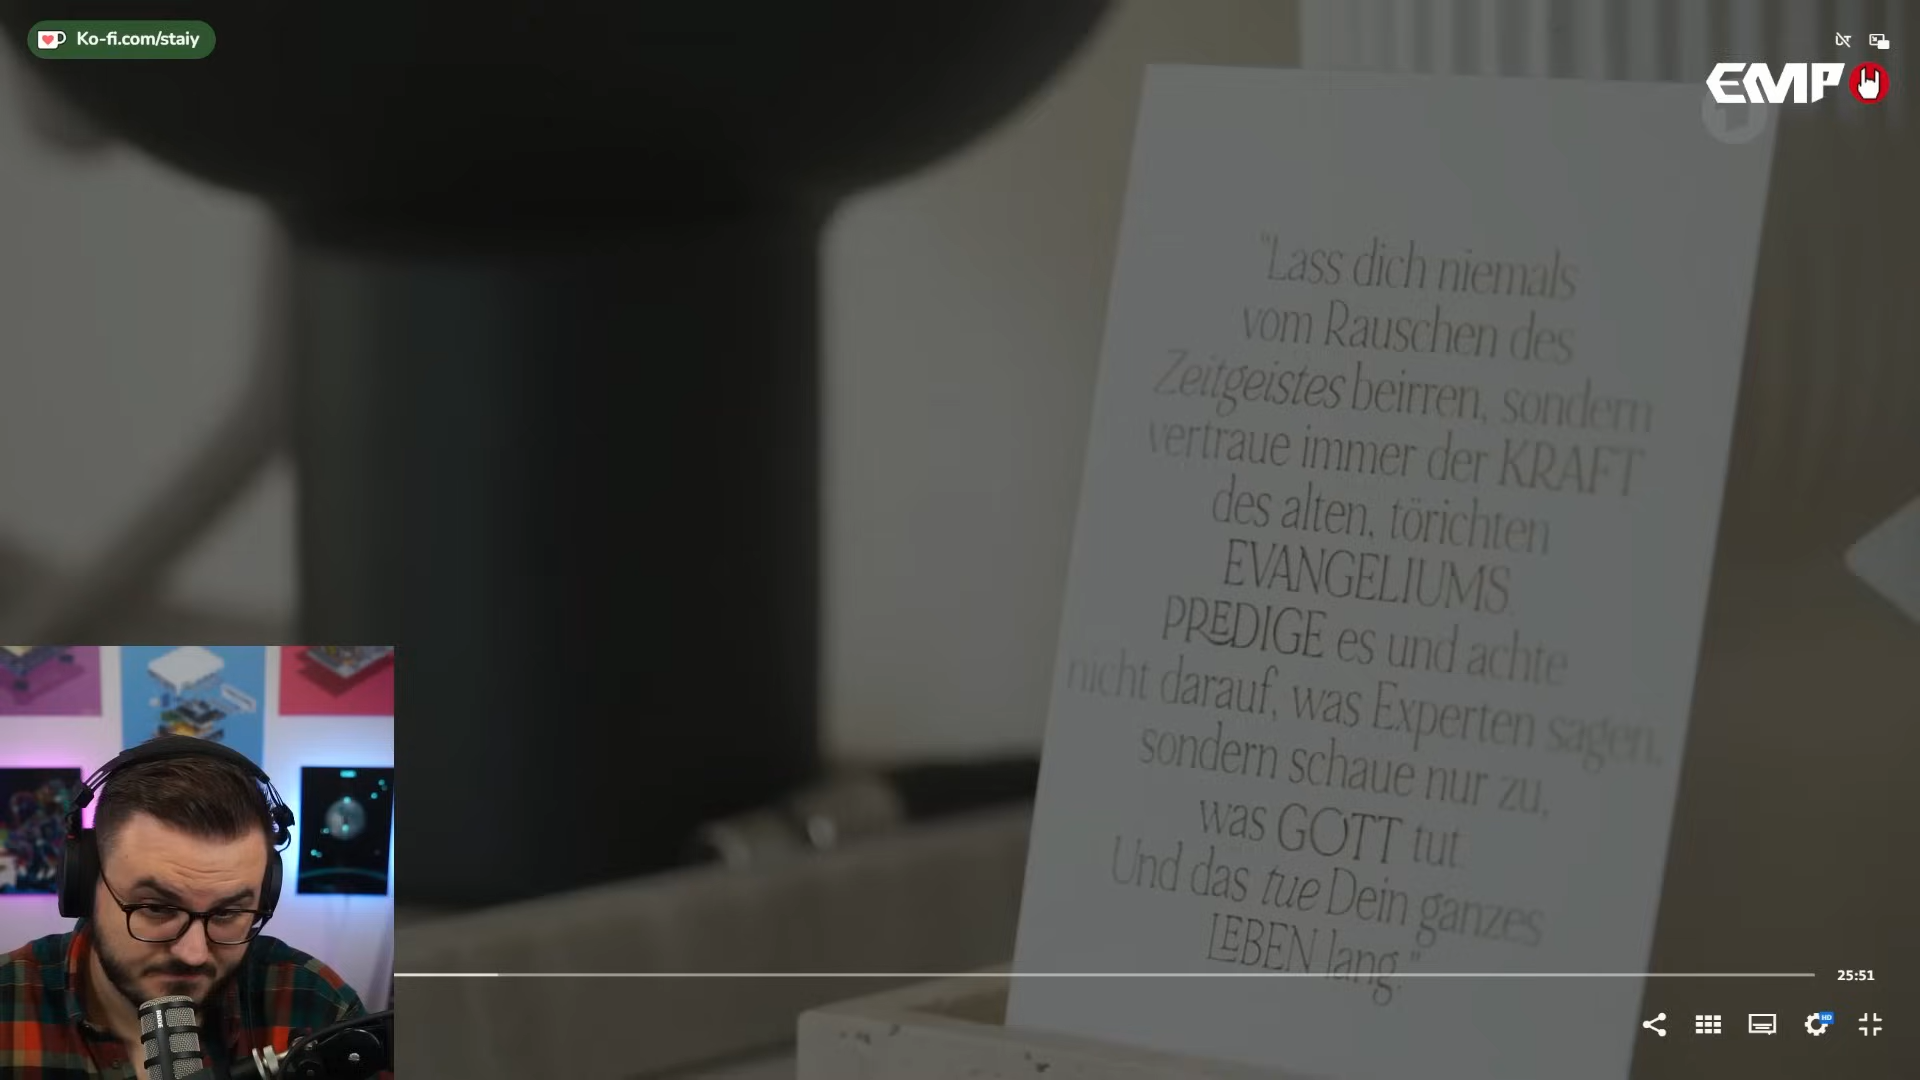 Ko-fi.com/staiy
EMP
"Lass dich niemals
vom Rauschen des
Zeitgeistes beirren, sondern
vertraue immer der KRAFT
des alten, törichten
EVANGELIUMS
PREDIGE es und achte
nicht darauf, was Experten sagen,
sondern schaue nur zu,
was GOTT tut
Und das tue Dein ganzes
LEBEN lang."
25:51
HD